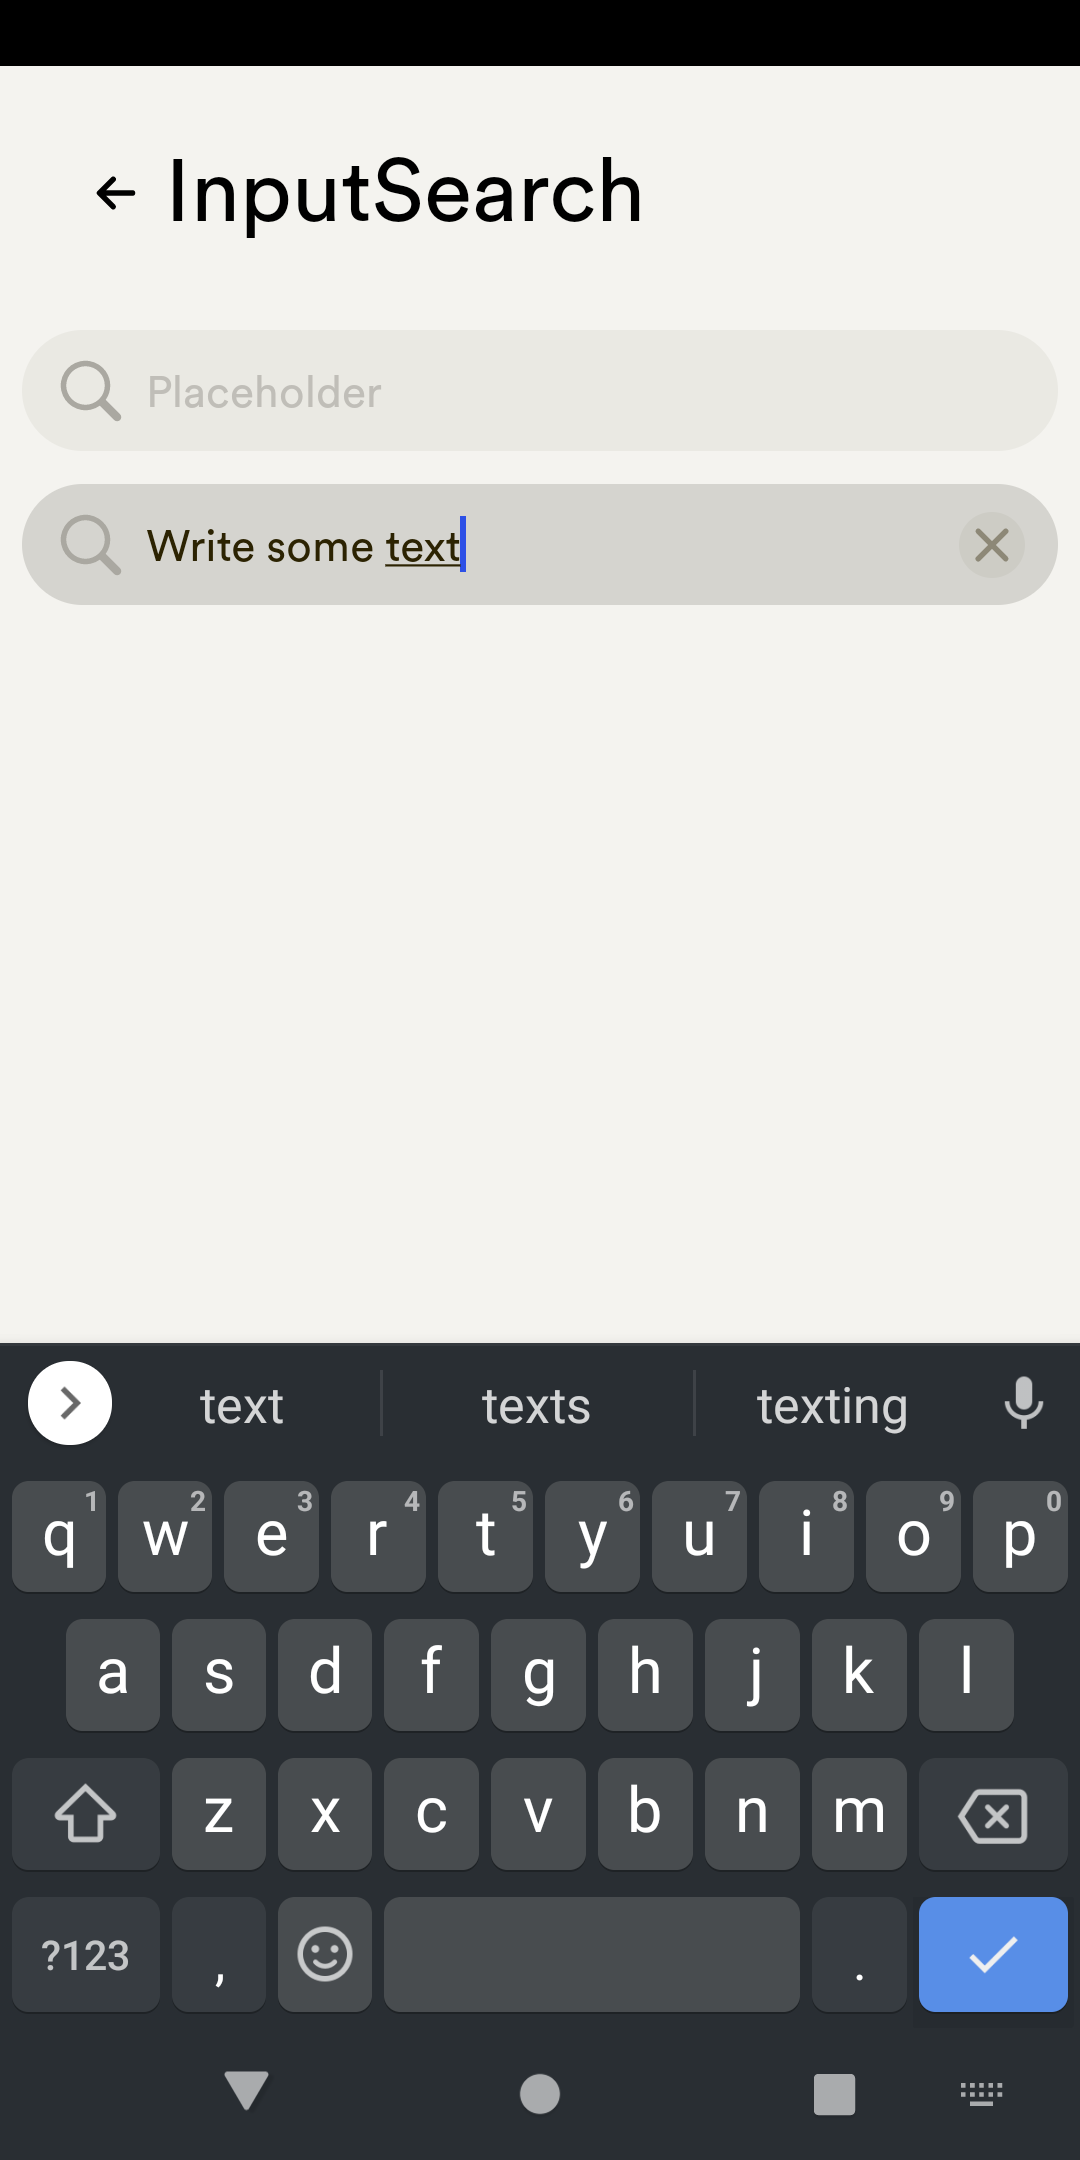 InputSearch
Placeholder
Write some text
text texts texting
1 2 3 4 5 6 7 8 9 0
q w e r t y u i o p
a s d f g h j k l
z x c v b n m
?123 , .